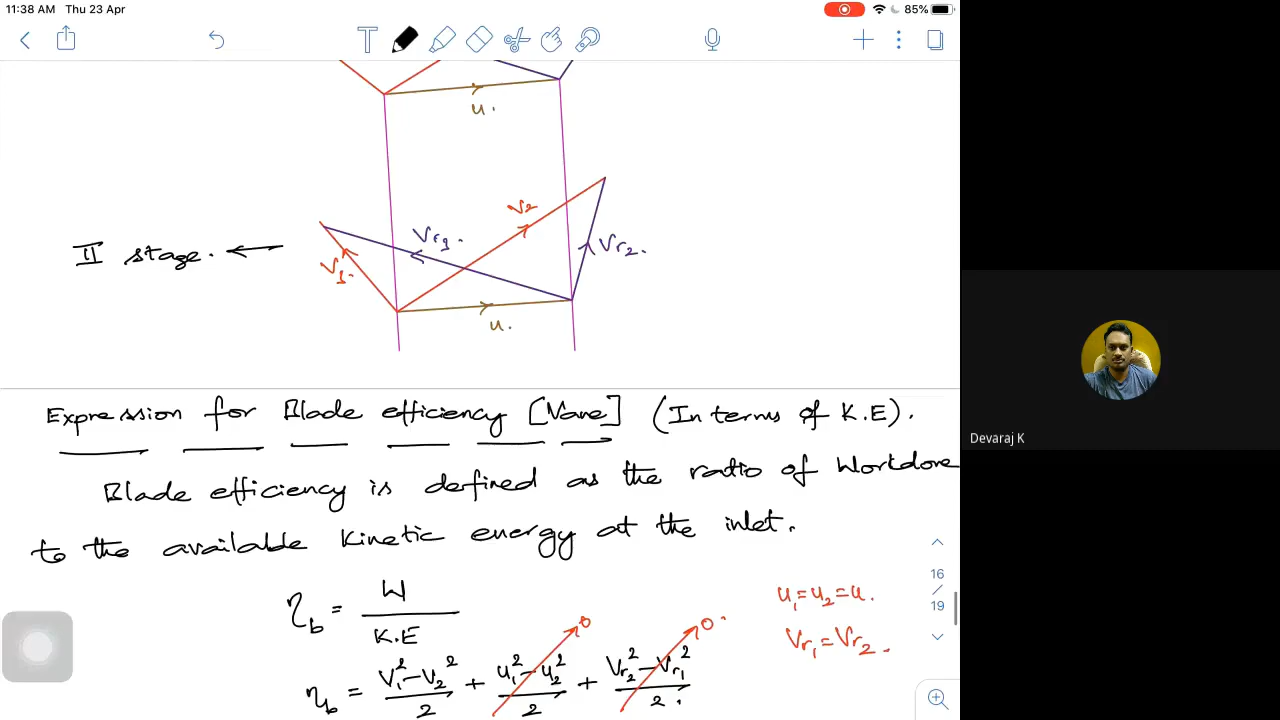 11:38 AM Thu 23 Apr
85%
T
u.
V2
Vr1.
Vr2.
II stage.
V1.
u.
Expression for Blade efficiency [Vane] (In terms of K.E).
Blade efficiency is defined as the ratio of Workdone
to the available kinetic energy at the inlet.
Devaraj K
16
/
19
ηb = W / K.E
u₁=u₂=u.
Vr₁=Vr₂.
0 0.
ηb = V₁²-V₂² / 2 + u₁²-u₂² / 2 + Vr₂²-Vr₁² / 2.